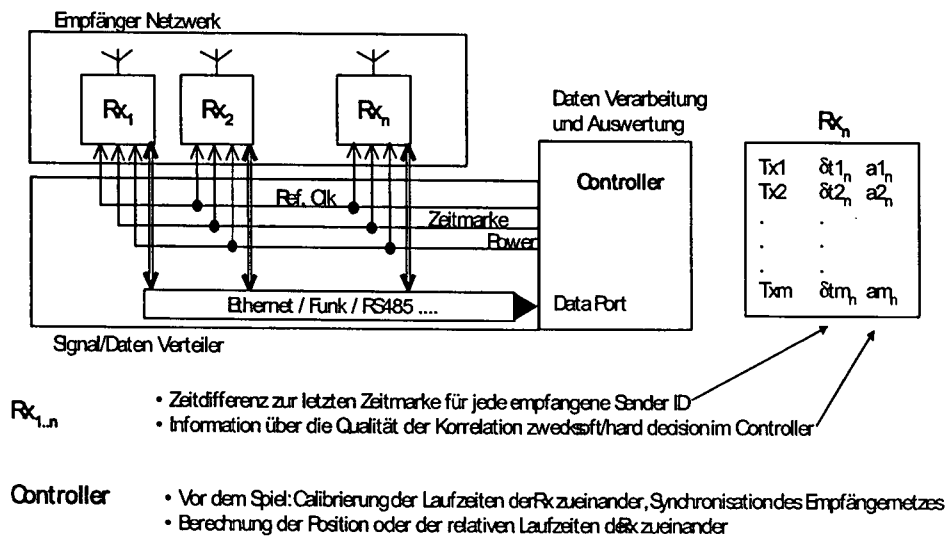 Empfänger Netzwerk
Rx1
Rx2
Rxn
Daten Verarbeitung
und Auswertung
Controller
Ref. Clk
Zeitmarke
Power
Ethernet / Funk / RS485 ....
Data Port
Signal/Daten Verteiler
Rxn
Tx1 δt1n a1n
Tx2 δt2n a2n
. .
. .
. .
Txm δtmn amn
Rx1..n
• Zeitdifferenz zur letzten Zeitmarke für jede empfangene Sender ID
• Information über die Qualität der Korrelation zwecks soft/hard decision im Controller
Controller
• Vor dem Spiel: Calibrierung der Laufzeiten der Rx zueinander, Synchronisation des Empfängernetzes
• Berechnung der Position oder der relativen Laufzeiten der Rx zueinander